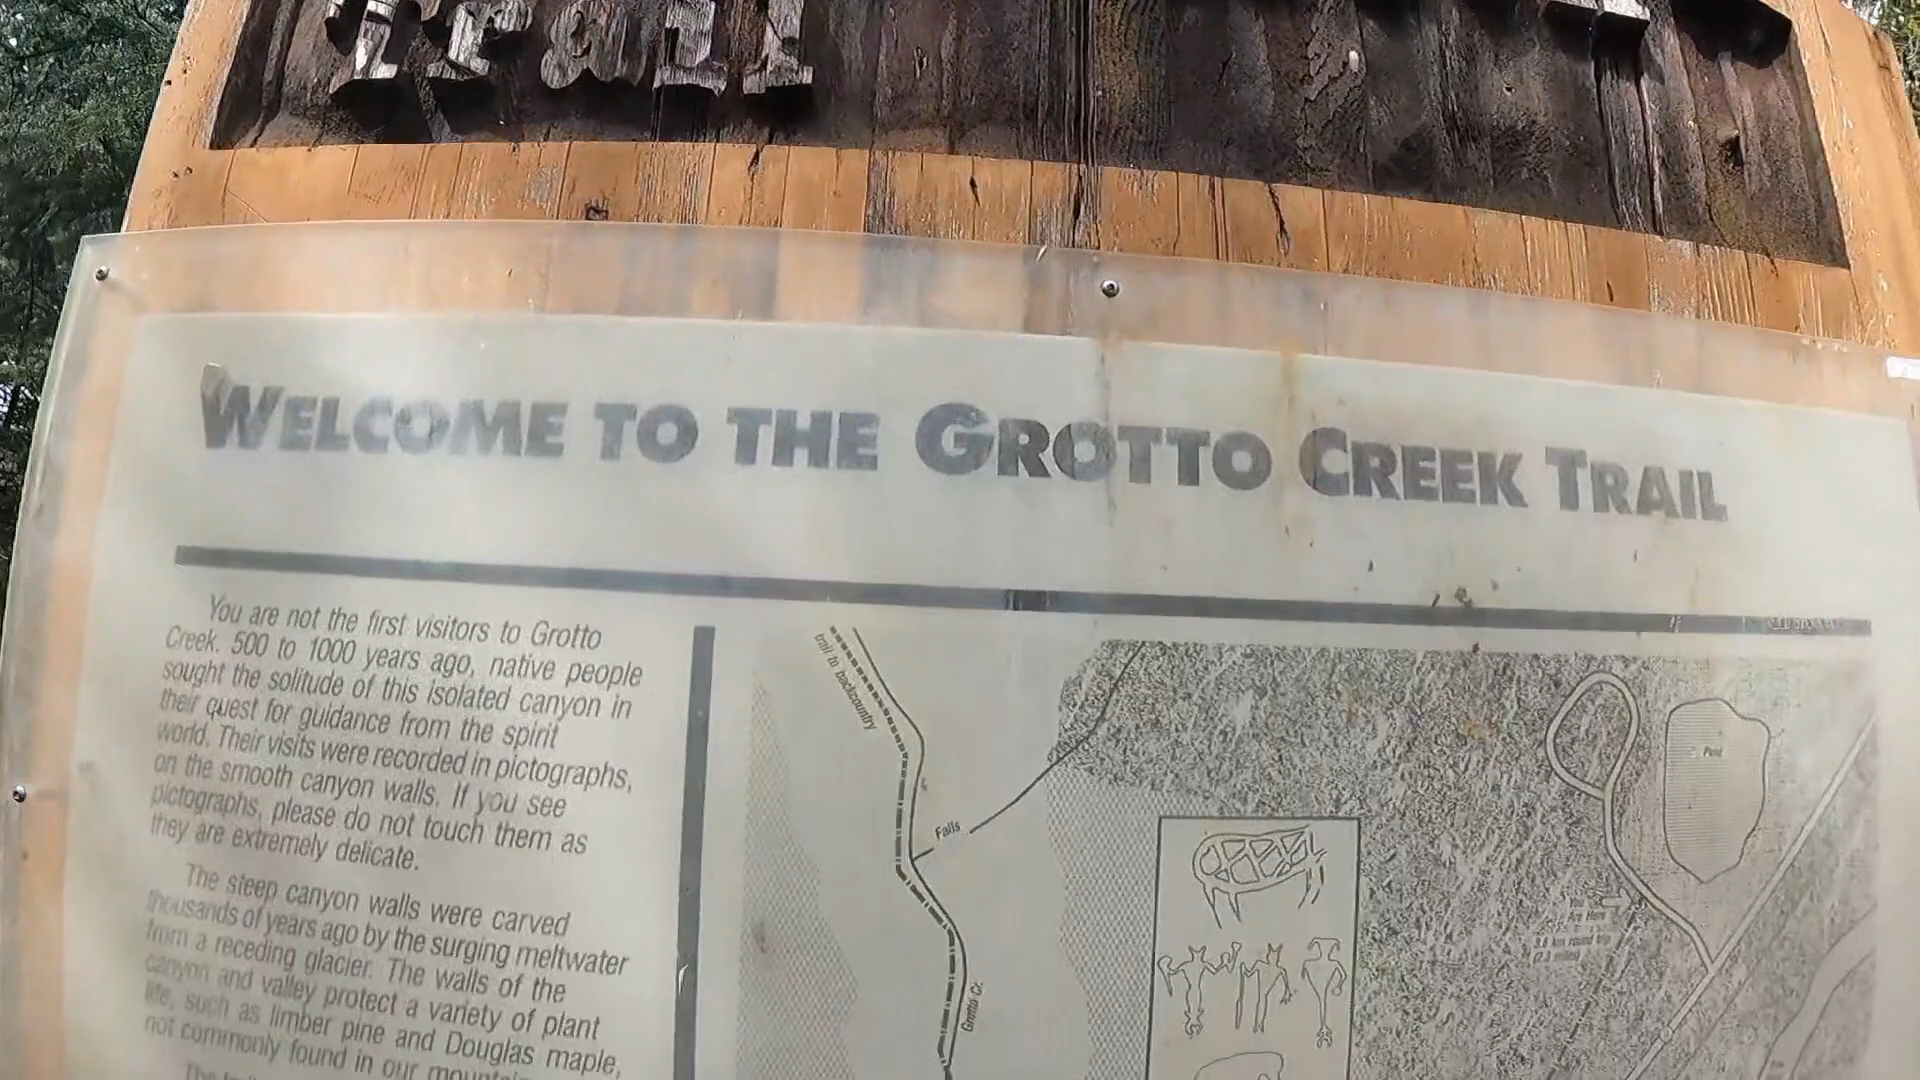 Trail
WELCOME TO THE GROTTO CREEK TRAIL
You are not the first visitors to Grotto
Creek. 500 to 1000 years ago, native people
sought the solitude of this isolated canyon in
their quest for guidance from the spirit
world. Their visits were recorded in pictographs,
on the smooth canyon walls. If you see
pictographs, please do not touch them as
they are extremely delicate.
The steep canyon walls were carved
thousands of years ago by the surging meltwater
from a receding glacier. The walls of the
canyon and valley protect a variety of plant
life, such as limber pine and Douglas maple,
not commonly found in our
trail to backcountry
Falls
Grotto Cr.
Pond
You
Are Here
3.8 km round trip
(2.3 miles)